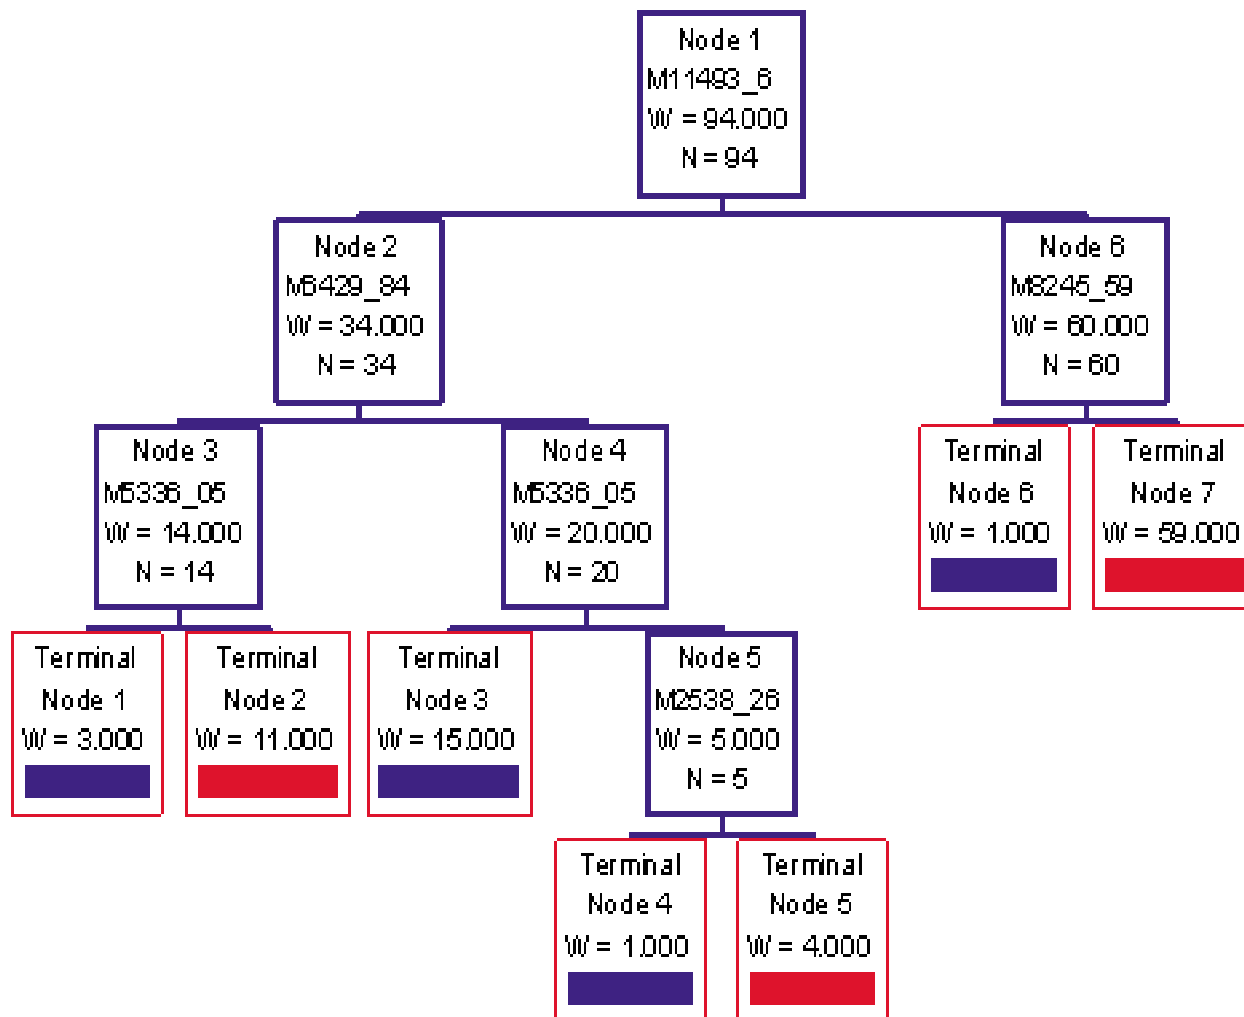 Node 1
M11493_6
W = 94.000
N = 94
Node 2
M6429_84
W = 34.000
N = 34
Node 6
M8245_59
W = 60.000
N = 60
Node 3
M5336_05
W = 14.000
N = 14
Node 4
M5336_05
W = 20.000
N = 20
Terminal
Node 6
W = 1.000
Terminal
Node 7
W = 59.000
Terminal
Node 1
W = 3.000
Terminal
Node 2
W = 11.000
Terminal
Node 3
W = 15.000
Node 5
M2538_26
W = 5.000
N = 5
Terminal
Node 4
W = 1.000
Terminal
Node 5
W = 4.000